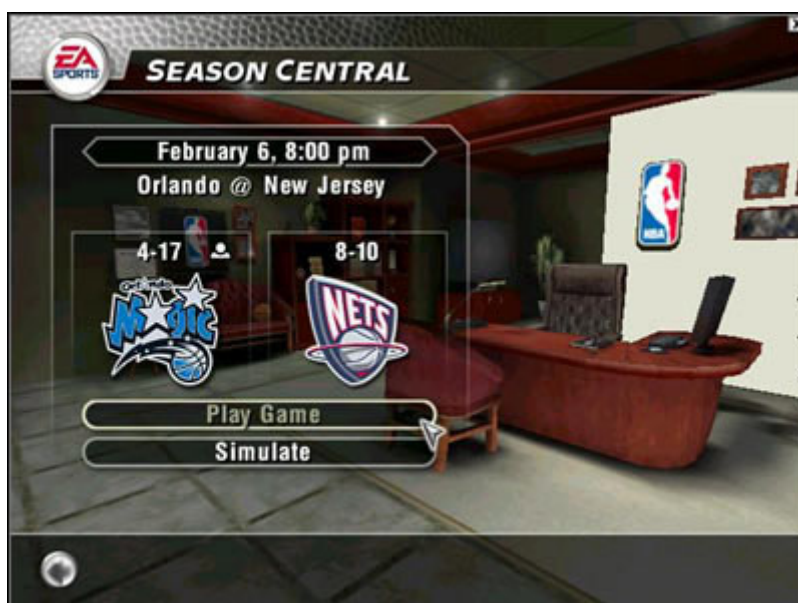 EA
SPORTS
SEASON CENTRAL
February 6, 8:00 pm
Orlando @ New Jersey
4-17
8-10
Orlando
Magic
NETS
NBA
Play Game
Simulate